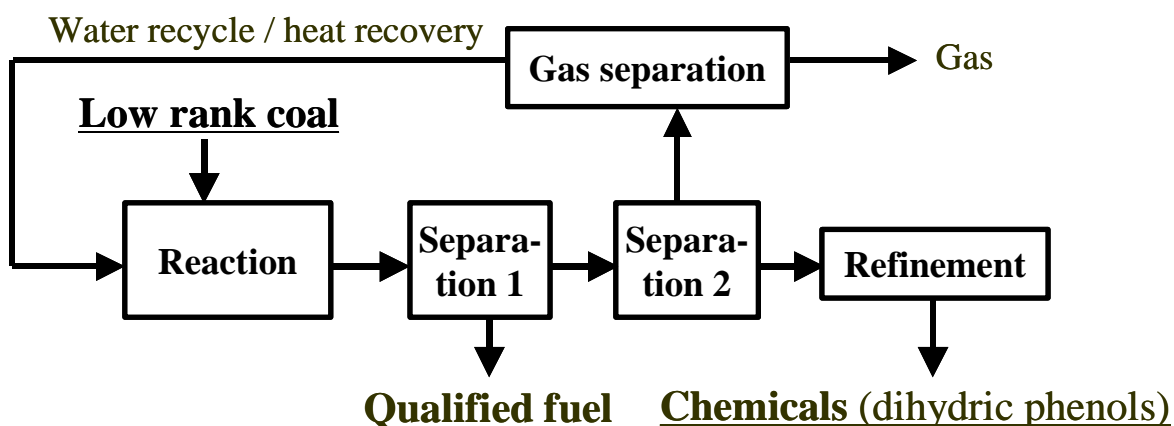 Water recycle / heat recovery
Gas separation
Gas
Low rank coal
Reaction
Separa-
tion 1
Separa-
tion 2
Refinement
Qualified fuel
Chemicals (dihydric phenols)